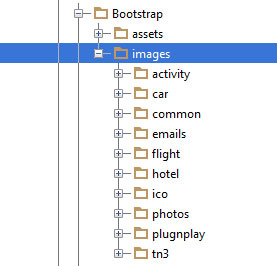 Bootstrap
assets
images
activity
car
common
emails
flight
hotel
ico
photos
plugnplay
tn3